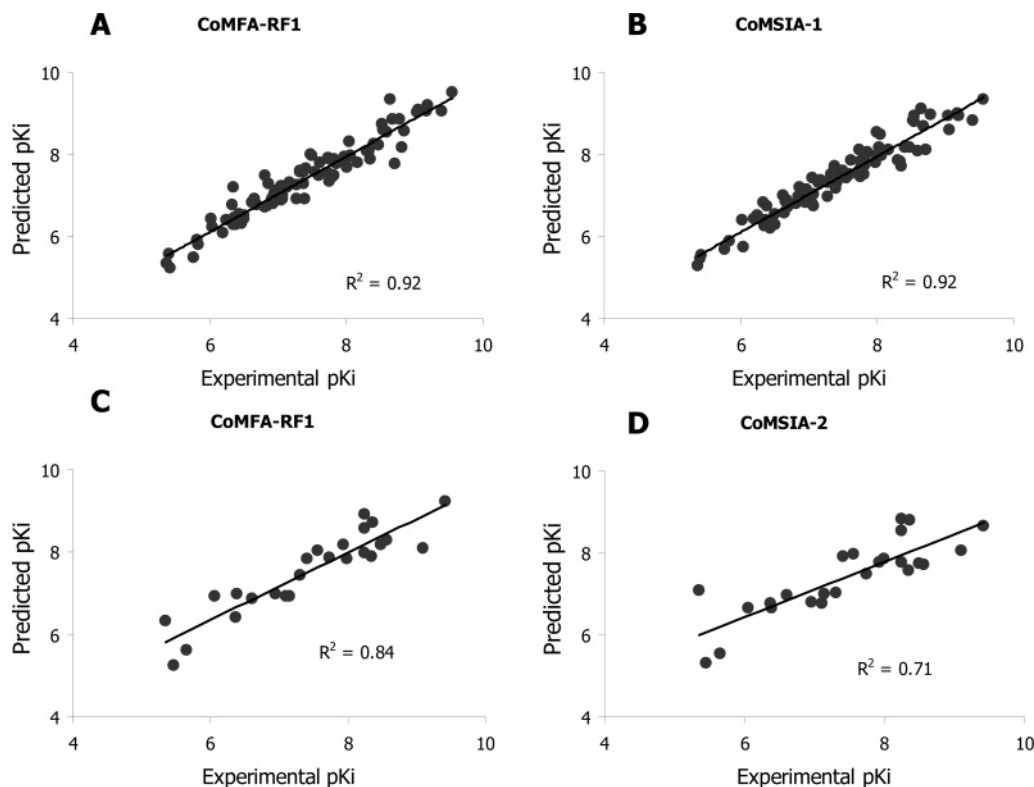 A
CoMFA-RF1
Predicted pKi
10
8
6
4
R² = 0.92
4 6 8 10
Experimental pKi
B
CoMSIA-1
Predicted pKi
10
8
6
4
R² = 0.92
4 6 8 10
Experimental pKi
C
CoMFA-RF1
Predicted pKi
10
8
6
4
R² = 0.84
4 6 8 10
Experimental pKi
D
CoMSIA-2
Predicted pKi
10
8
6
4
R² = 0.71
4 6 8 10
Experimental pKi